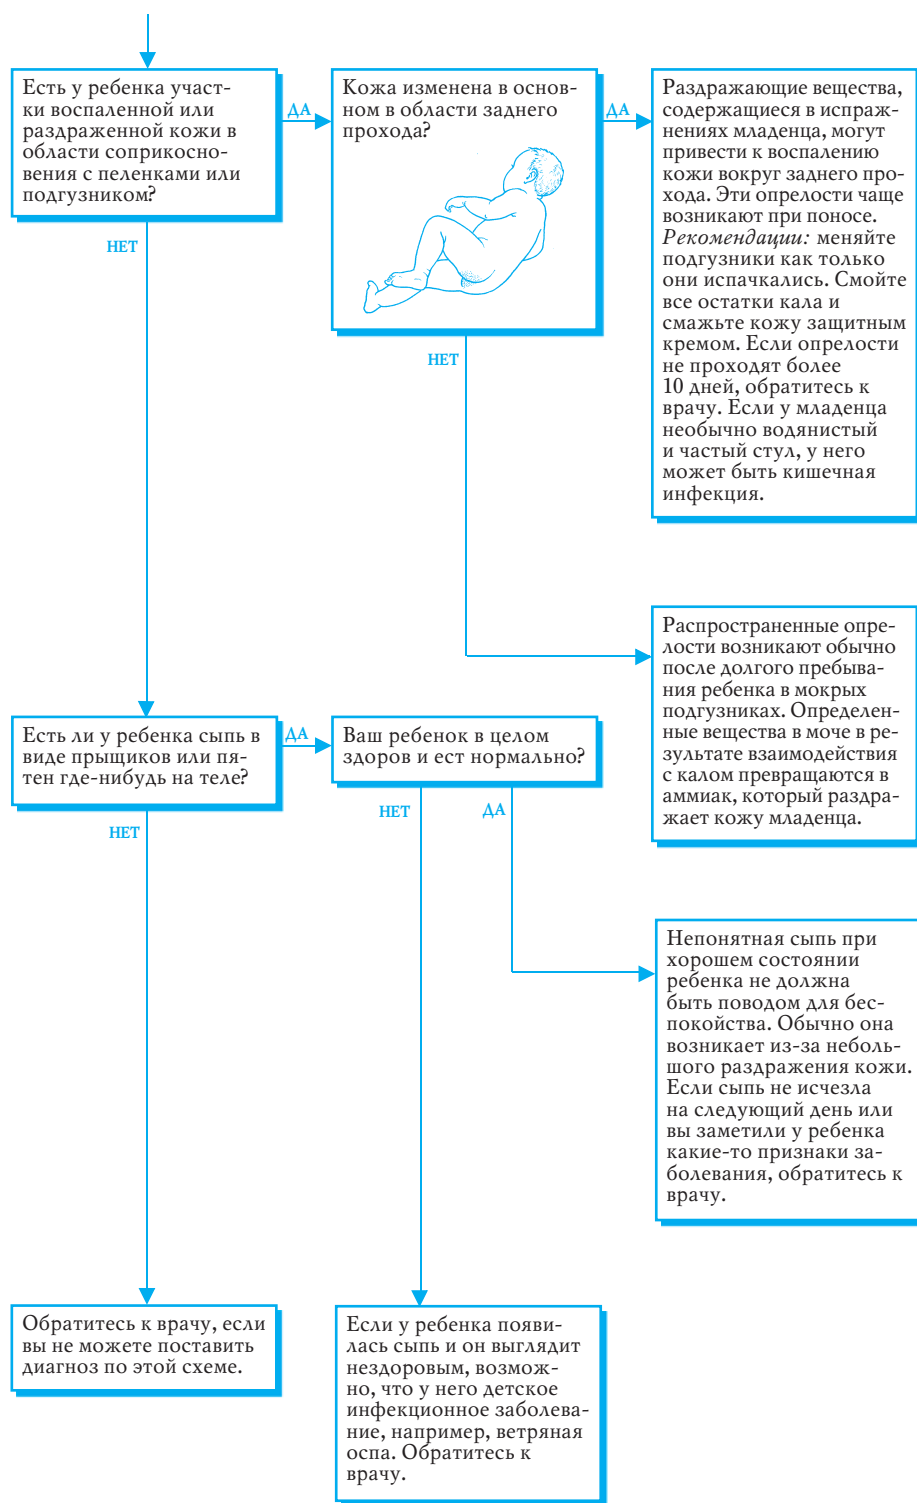 Есть у ребенка участ-
ки воспаленной или
раздраженной кожи в
области соприкосно-
вения с пеленками или
подгузником?
ДА
НЕТ
Кожа изменена в основ-
ном в области заднего
прохода?
ДА
НЕТ
Раздражающие вещества,
содержащиеся в испраж-
нениях младенца, могут
привести к воспалению
кожи вокруг заднего про-
хода. Эти опрелости чаще
возникают при поносе.
Рекомендации: меняйте
подгузники как только
они испачкались. Смойте
все остатки кала и
смажьте кожу защитным
кремом. Если опрелости
не проходят более
10 дней, обратитесь к
врачу. Если у младенца
необычно водянистый
и частый стул, у него
может быть кишечная
инфекция.
Распространенные опре-
лости возникают обычно
после долгого пребыва-
ния ребенка в мокрых
подгузниках. Определен-
ные вещества в моче в ре-
зультате взаимодействия
с калом превращаются в
аммиак, который раздра-
жает кожу младенца.
Есть ли у ребенка сыпь в
виде прыщиков или пя-
тен где-нибудь на теле?
ДА
НЕТ
Ваш ребенок в целом
здоров и ест нормально?
НЕТ
ДА
Непонятная сыпь при
хорошем состоянии
ребенка не должна
быть поводом для бес-
покойства. Обычно она
возникает из-за неболь-
шого раздражения кожи.
Если сыпь не исчезла
на следующий день или
вы заметили у ребенка
какие-то признаки за-
болевания, обратитесь к
врачу.
Обратитесь к врачу, если
вы не можете поставить
диагноз по этой схеме.
Если у ребенка появи-
лась сыпь и он выглядит
нездоровым, возмож-
но, что у него детское
инфекционное заболева-
ние, например, ветряная
оспа. Обратитесь к
врачу.